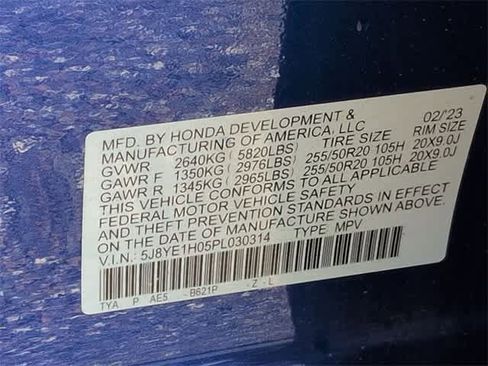 MFD. BY HONDA DEVELOPMENT & 02/'23
MANUFACTURING OF AMERICA, LLC
GVWR 2640KG ( 5820LBS) TIRE SIZE RIM SIZE
GAWR F 1350KG ( 2976LBS) 255/50R20 105H 20X9.0J
GAWR R 1345KG ( 2965LBS) 255/50R20 105H 20X9.0J
THIS VEHICLE CONFORMS TO ALL APPLICABLE
FEDERAL MOTOR VEHICLE SAFETY
AND THEFT PREVENTION STANDARDS IN EFFECT
ON THE DATE OF MANUFACTURE SHOWN ABOVE.
V.I.N.: 5J8YE1H05PL030314 TYPE MPV
TYA P AE5 - B621P - Z - L